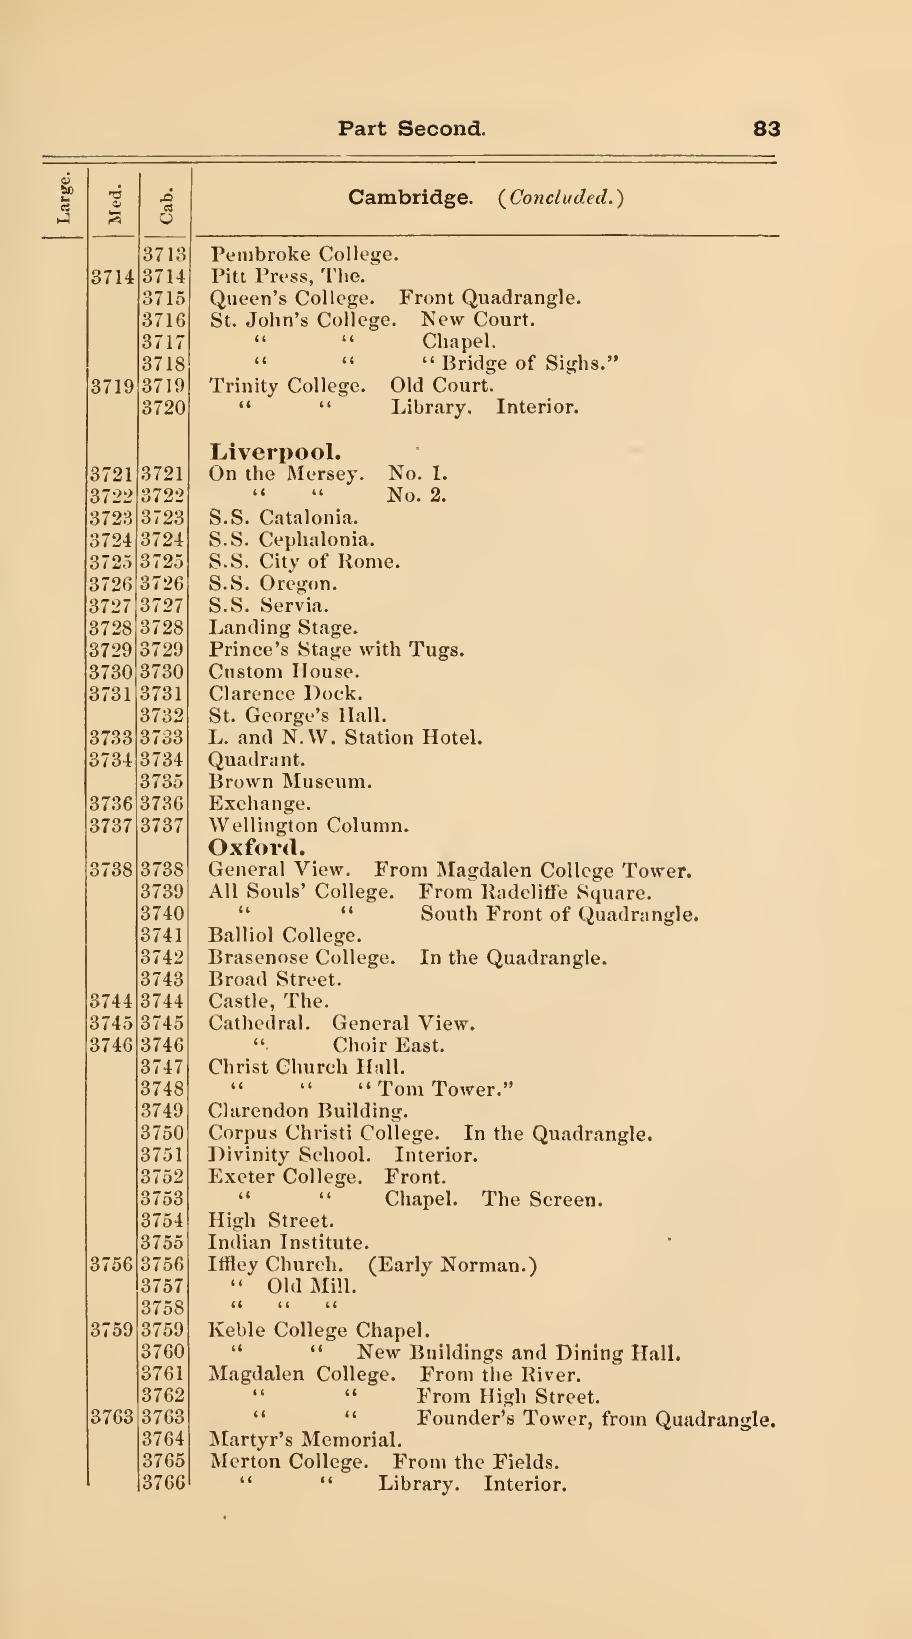 Part Second. 83
Large. Med. Cab. Cambridge. (Concluded.)
3713 Pembroke College.
3714 3714 Pitt Press, The.
3715 Queen's College. Front Quadrangle.
3716 St. John's College. New Court.
3717 “ “ Chapel.
3718 “ “ “Bridge of Sighs.”
3719 3719 Trinity College. Old Court.
3720 “ “ Library. Interior.
Liverpool.
3721 3721 On the Mersey. No. 1.
3722 3722 “ “ No. 2.
3723 3723 S.S. Catalonia.
3724 3724 S.S. Cephalonia.
3725 3725 S.S. City of Rome.
3726 3726 S.S. Oregon.
3727 3727 S.S. Servia.
3728 3728 Landing Stage.
3729 3729 Prince's Stage with Tugs.
3730 3730 Custom House.
3731 3731 Clarence Dock.
3732 St. George's Hall.
3733 3733 L. and N.W. Station Hotel.
3734 3734 Quadrant.
3735 Brown Museum.
3736 3736 Exchange.
3737 3737 Wellington Column.
Oxford.
3738 3738 General View. From Magdalen College Tower.
3739 All Souls' College. From Radcliffe Square.
3740 “ “ South Front of Quadrangle.
3741 Balliol College.
3742 Brasenose College. In the Quadrangle.
3743 Broad Street.
3744 3744 Castle, The.
3745 3745 Cathedral. General View.
3746 3746 “ Choir East.
3747 Christ Church Hall.
3748 “ “ “Tom Tower.”
3749 Clarendon Building.
3750 Corpus Christi College. In the Quadrangle.
3751 Divinity School. Interior.
3752 Exeter College. Front.
3753 “ “ Chapel. The Screen.
3754 High Street.
3755 Indian Institute.
3756 3756 Iffley Church. (Early Norman.)
3757 “ Old Mill.
3758 “ “ “
3759 3759 Keble College Chapel.
3760 “ “ New Buildings and Dining Hall.
3761 Magdalen College. From the River.
3762 “ “ From High Street.
3763 3763 “ “ Founder's Tower, from Quadrangle.
3764 Martyr's Memorial.
3765 Merton College. From the Fields.
3766 “ “ Library. Interior.